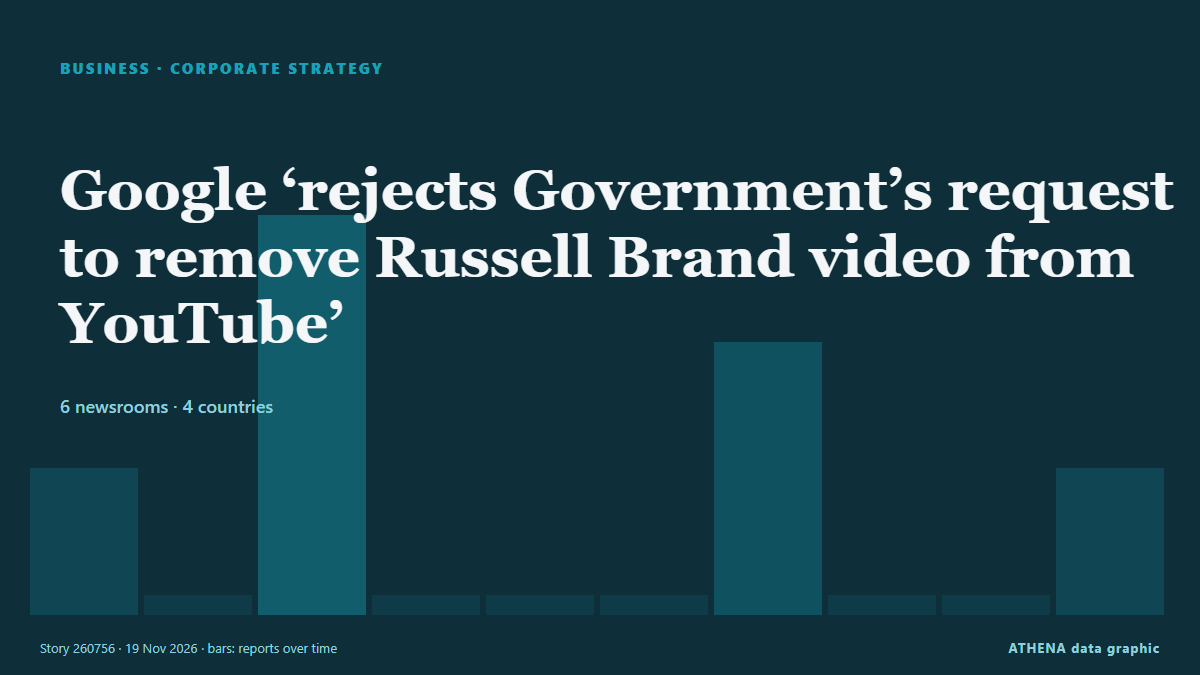 BUSINESS · CORPORATE STRATEGY
Google ‘rejects Government’s request
to remove Russell Brand video from
YouTube’
6 newsrooms · 4 countries
Story 260756 · 19 Nov 2026 · bars: reports over time
ATHENA data graphic